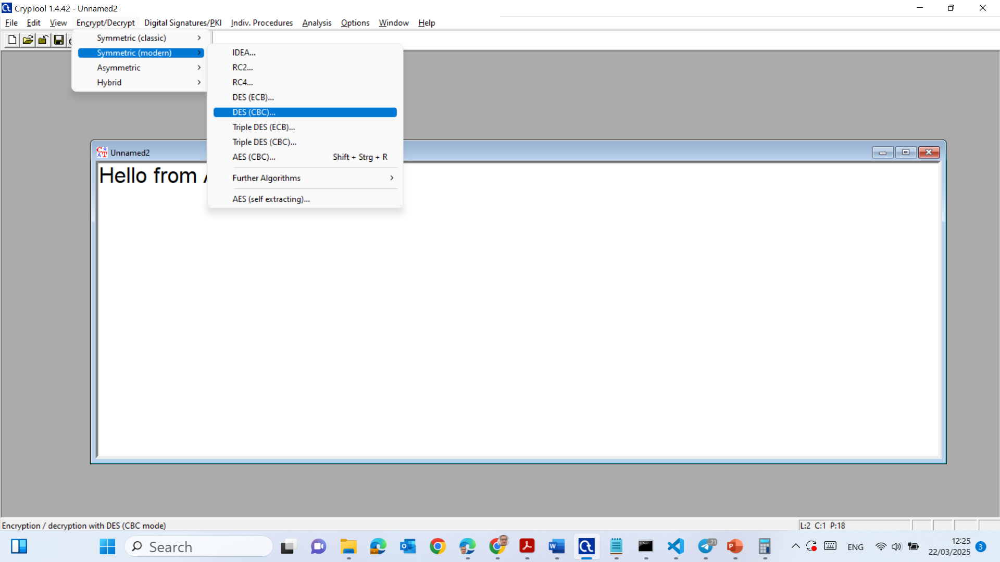 CrypTool 1.4.42 - Unnamed2
File Edit View Encrypt/Decrypt Digital Signatures/PKI Indiv. Procedures Analysis Options Window Help
Symmetric (classic)
Symmetric (modern)
Asymmetric
Hybrid
IDEA...
RC2...
RC4...
DES (ECB)...
DES (CBC)...
Triple DES (ECB)...
Triple DES (CBC)...
AES (CBC)... Shift + Strg + R
Further Algorithms
AES (self extracting)...
Unnamed2
Hello from
Encryption / decryption with DES (CBC mode)
L:2 C:1 P:18
Search
71
ENG
12:25
22/03/2025
3